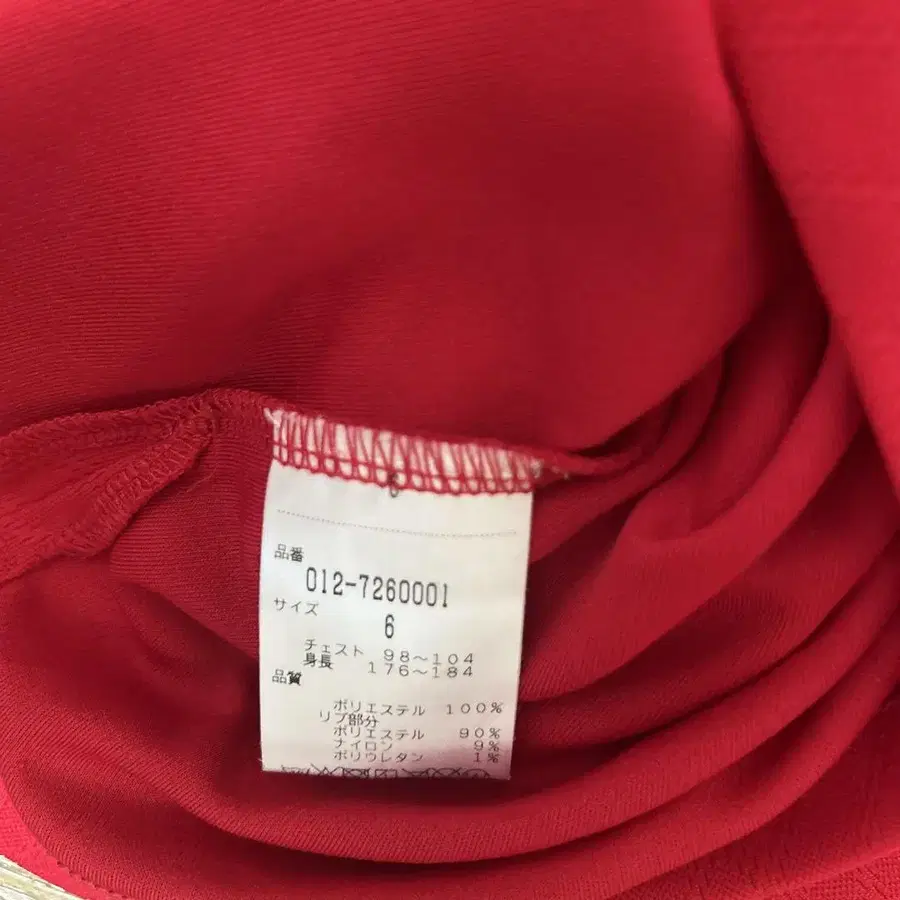 6
品番
012-7260001
サイズ
6
チェスト 98～104
身長 176～184
品質
ポリエステル 100%
リブ部分
ポリエステル 90%
ナイロン 9%
ポリウレタン 1%